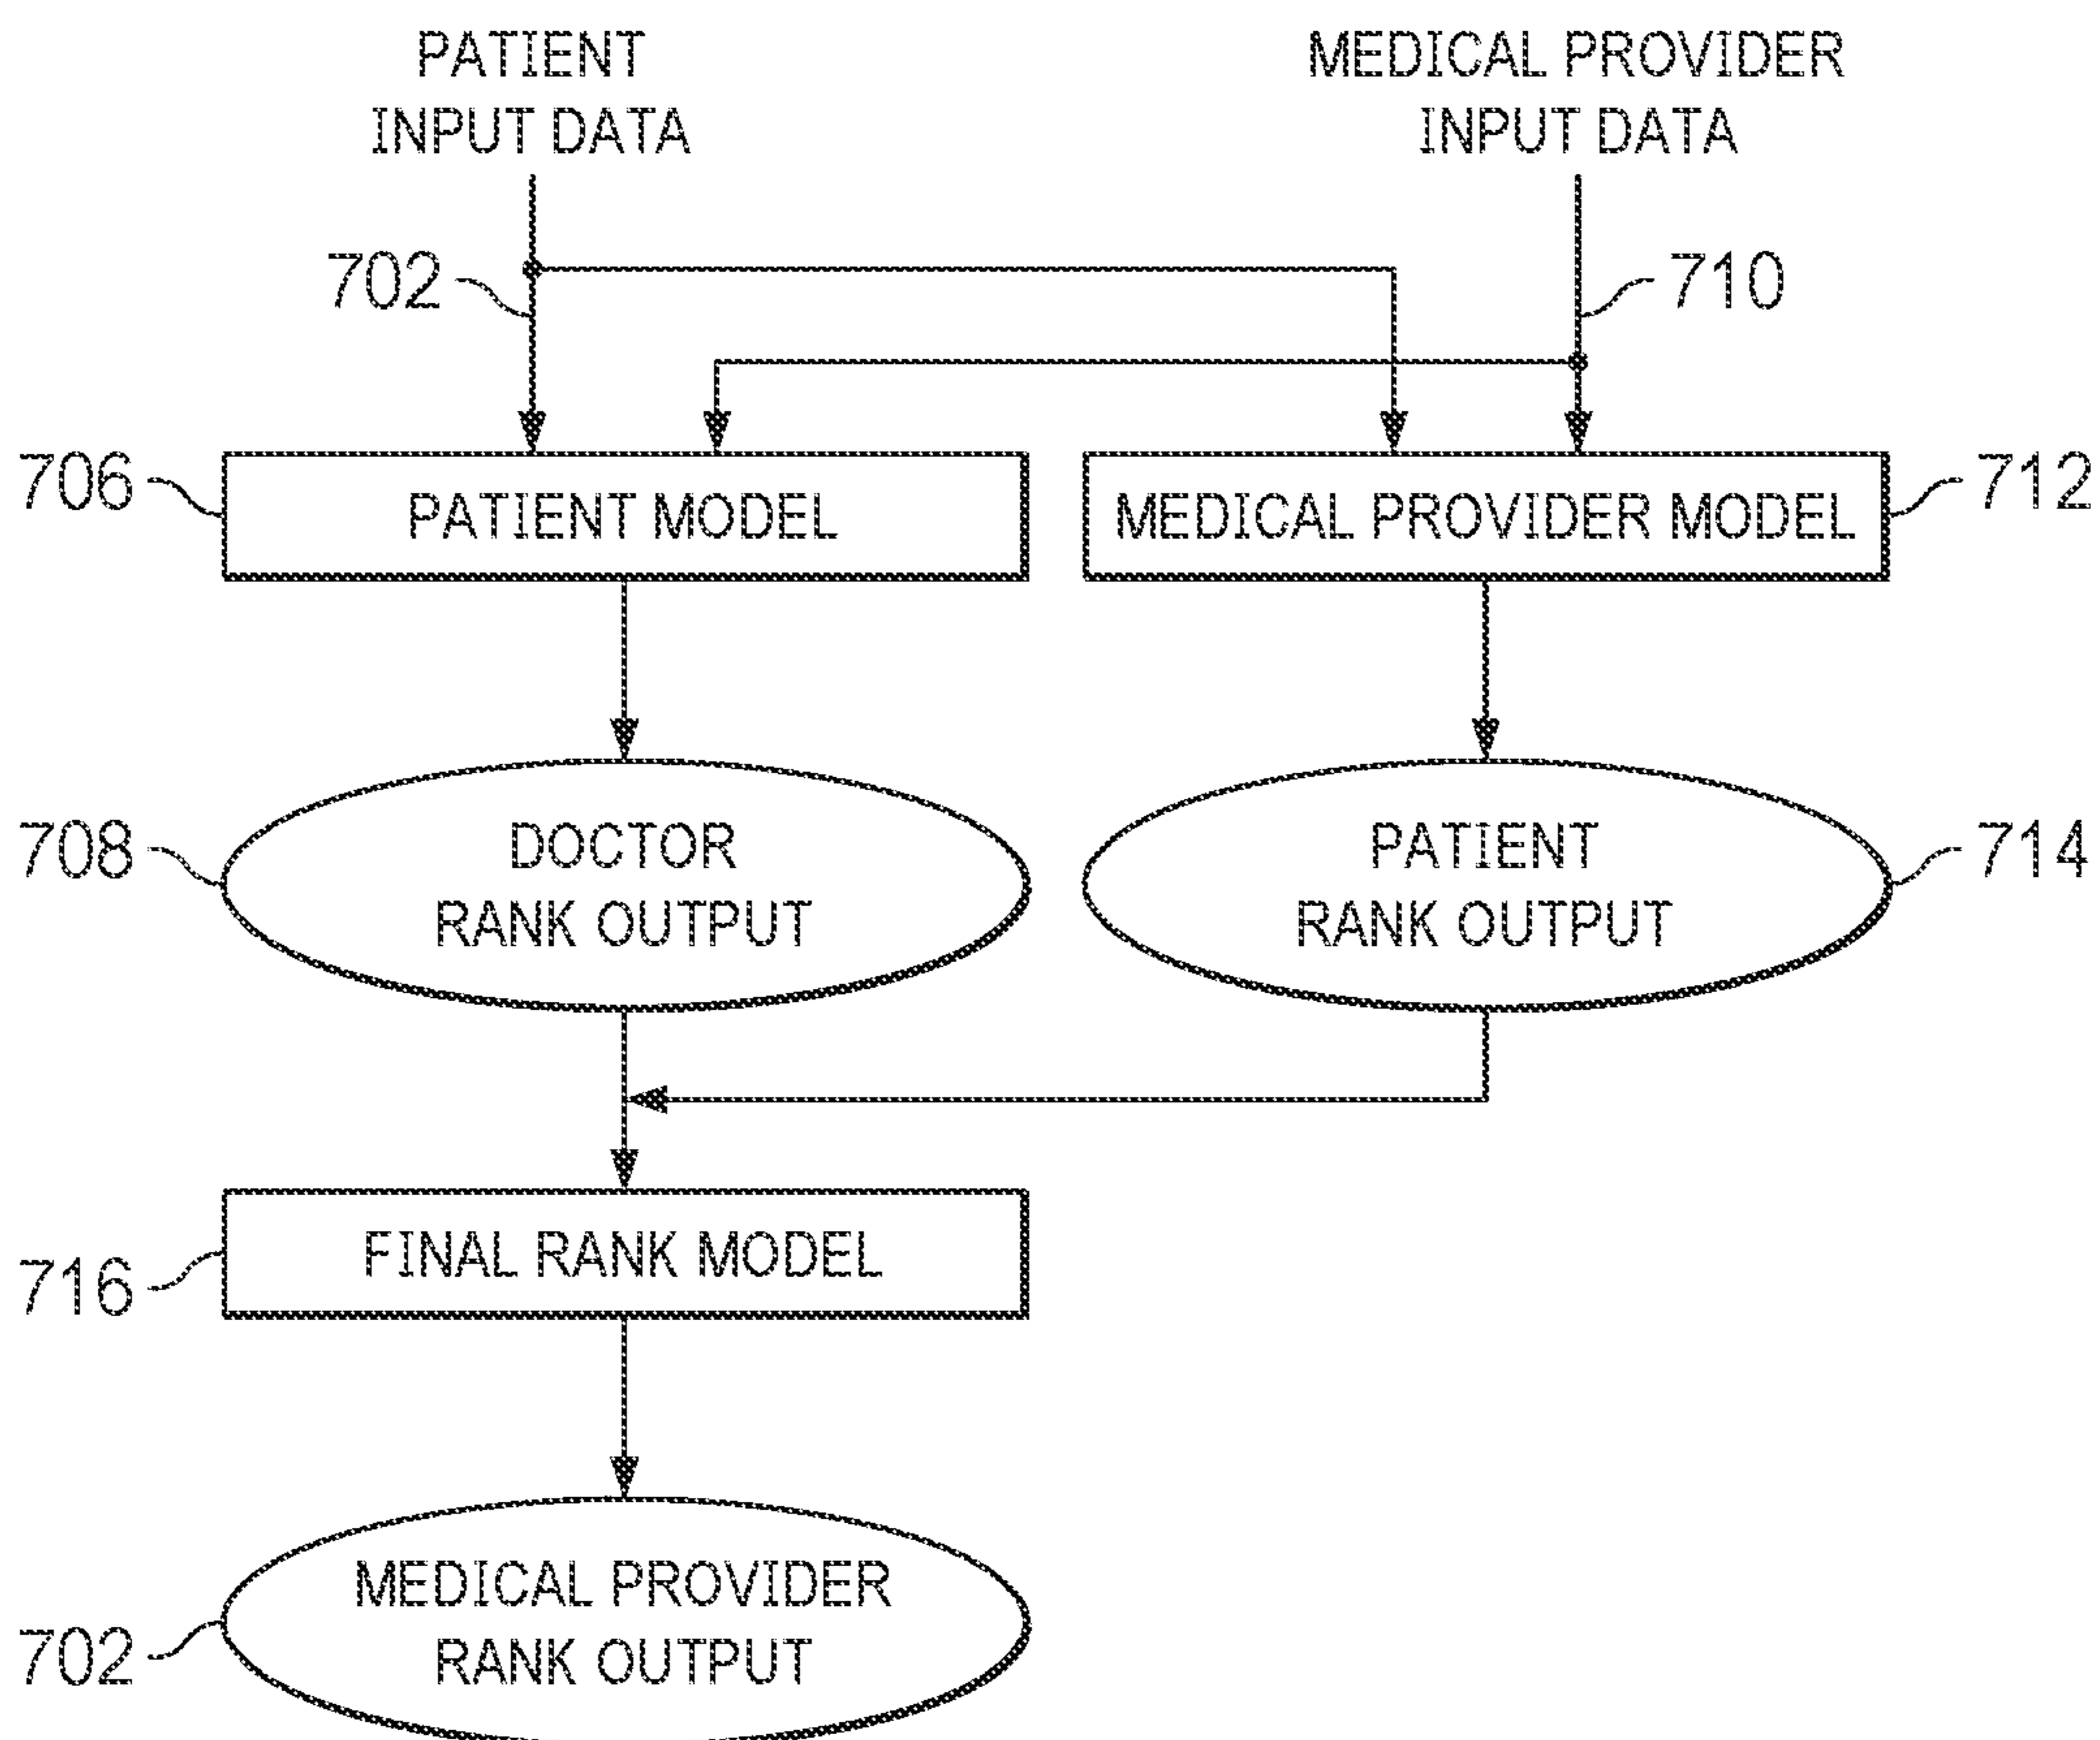 PATIENT
INPUT DATA
MEDICAL PROVIDER
INPUT DATA
702
710
706
PATIENT MODEL
MEDICAL PROVIDER MODEL
712
708
DOCTOR
RANK OUTPUT
PATIENT
RANK OUTPUT
714
716
FINAL RANK MODEL
702
MEDICAL PROVIDER
RANK OUTPUT